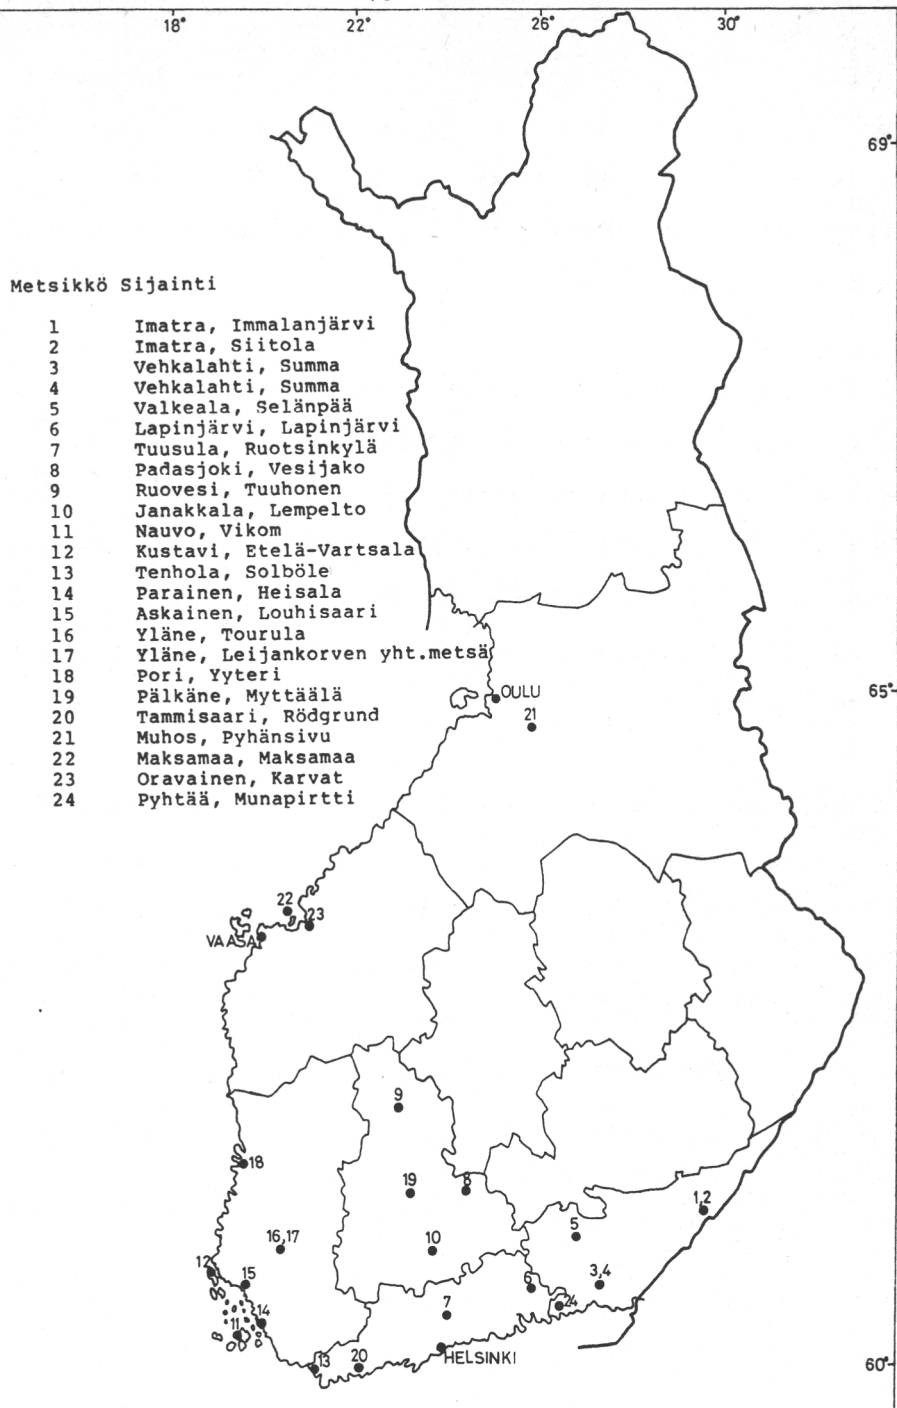 18° 22° 26° 30°
69°
Metsikkö Sijainti
1 Imatra, Immalanjärvi
2 Imatra, Siitola
3 Vehkalahti, Summa
4 Vehkalahti, Summa
5 Valkeala, Selänpää
6 Lapinjärvi, Lapinjärvi
7 Tuusula, Ruotsinkylä
8 Padasjoki, Vesijako
9 Ruovesi, Tuuhonen
10 Janakkala, Lempelto
11 Nauvo, Vikom
12 Kustavi, Etelä-Vartsala
13 Tenhola, Solböle
14 Parainen, Heisala
15 Askainen, Louhisaari
16 Yläne, Tourula
17 Yläne, Leijankorven yht.metsä
18 Pori, Yyteri
19 Pälkäne, Myttäälä
20 Tammisaari, Rödgrund
21 Muhos, Pyhänsivu
22 Maksamaa, Maksamaa
23 Oravainen, Karvat
24 Pyhtää, Munapirtti
65°
OULU
21
22
23
VAASA
9
18
19
8
1,2
5
16,17
10
12
15
6
3,4
24
14
7
11
HELSINKI
13
20
60°